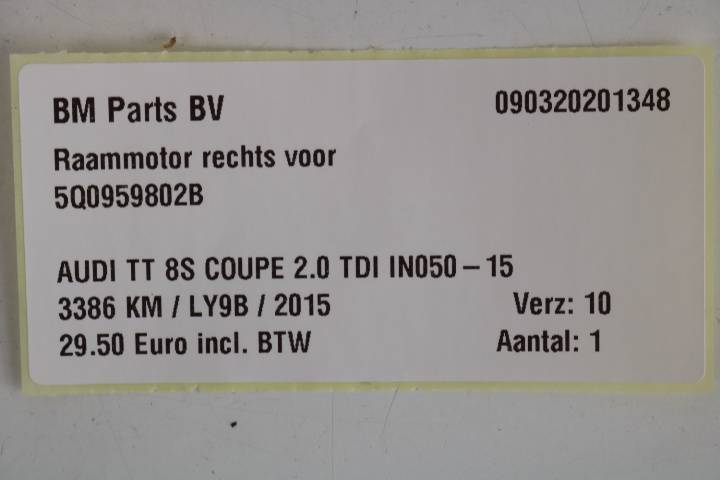 BM Parts BV 090320201348
Raammotor rechts voor
5Q0959802B
AUDI TT 8S COUPE 2.0 TDI IN050-15
3386 KM / LY9B / 2015 Verz: 10
29.50 Euro incl. BTW Aantal: 1